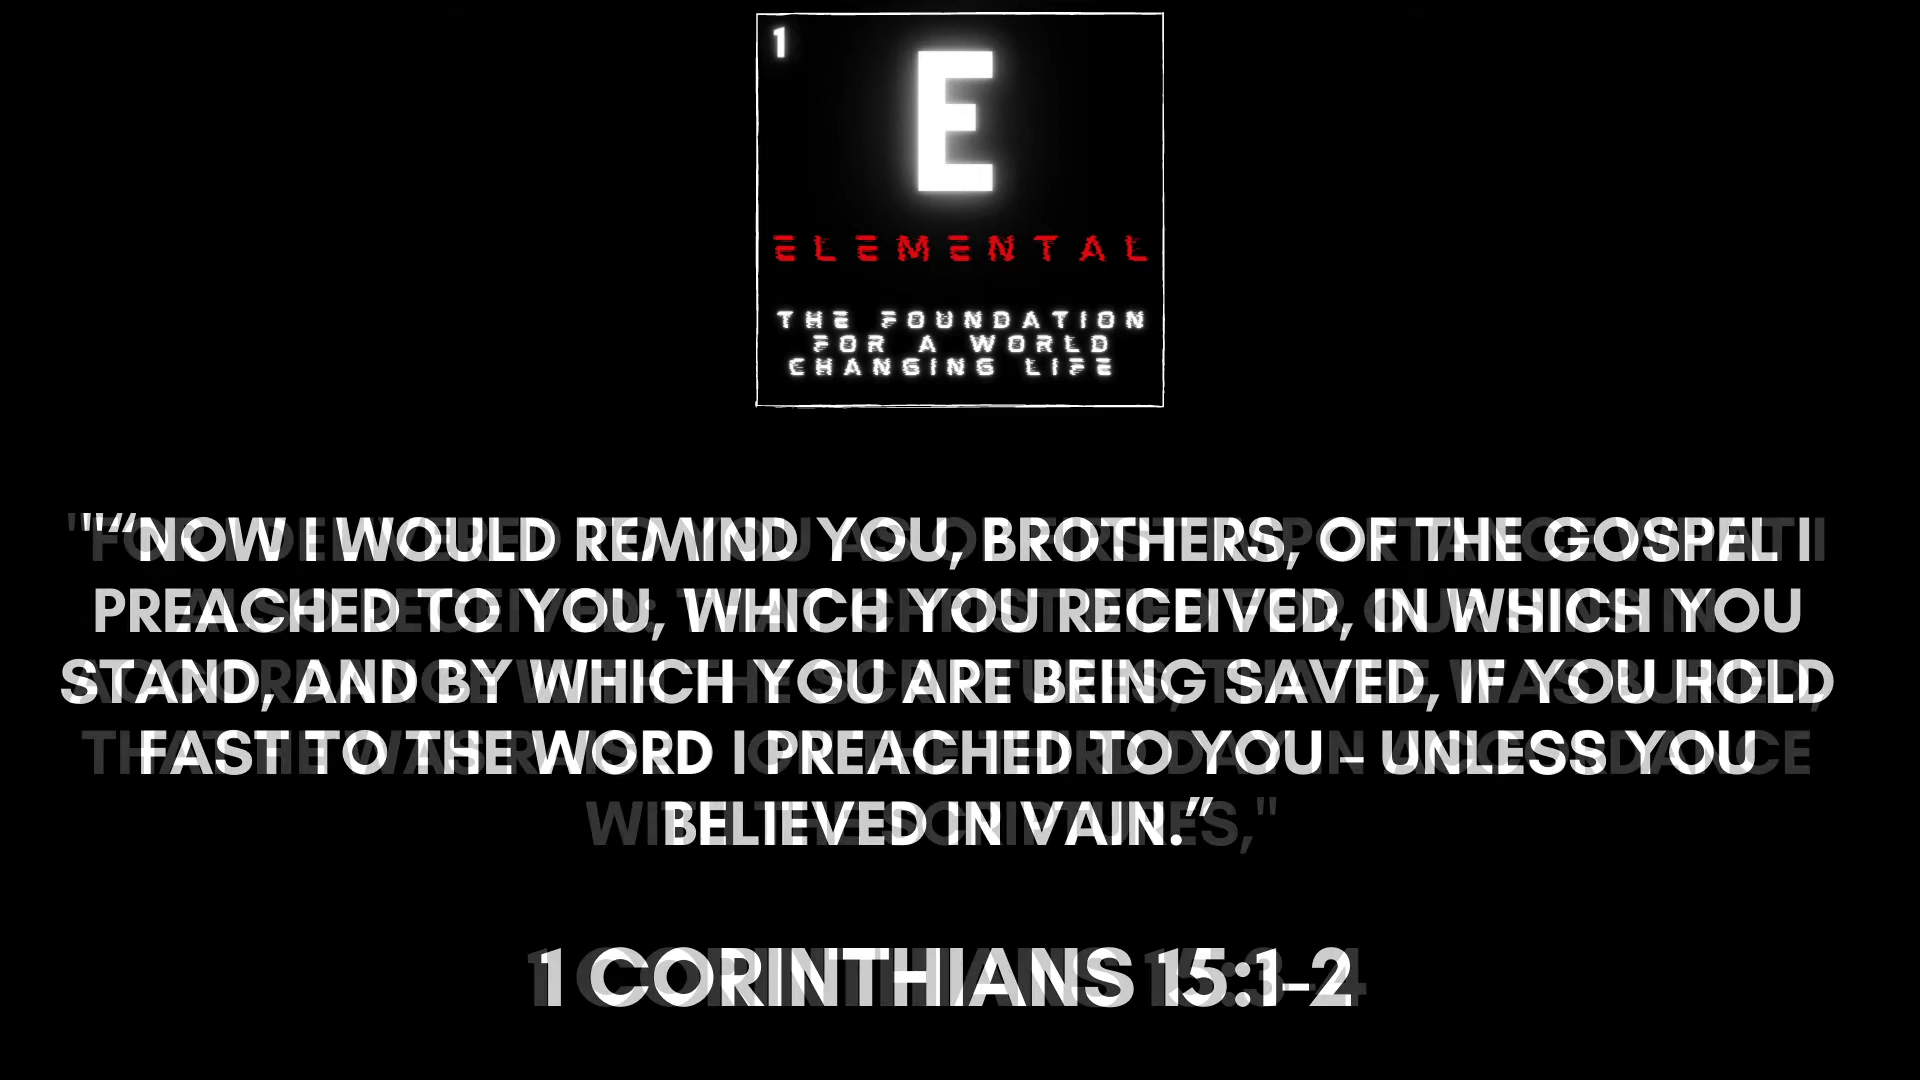 1
E
ELEMENTAL
THE FOUNDATION
FOR A WORLD
CHANGING LIFE
"“NOW I WOULD REMIND YOU, BROTHERS, OF THE GOSPEL I
PREACHED TO YOU, WHICH YOU RECEIVED, IN WHICH YOU
STAND, AND BY WHICH YOU ARE BEING SAVED, IF YOU HOLD
FAST TO THE WORD I PREACHED TO YOU – UNLESS YOU
BELIEVED IN VAIN.”
1 CORINTHIANS 15:1-2